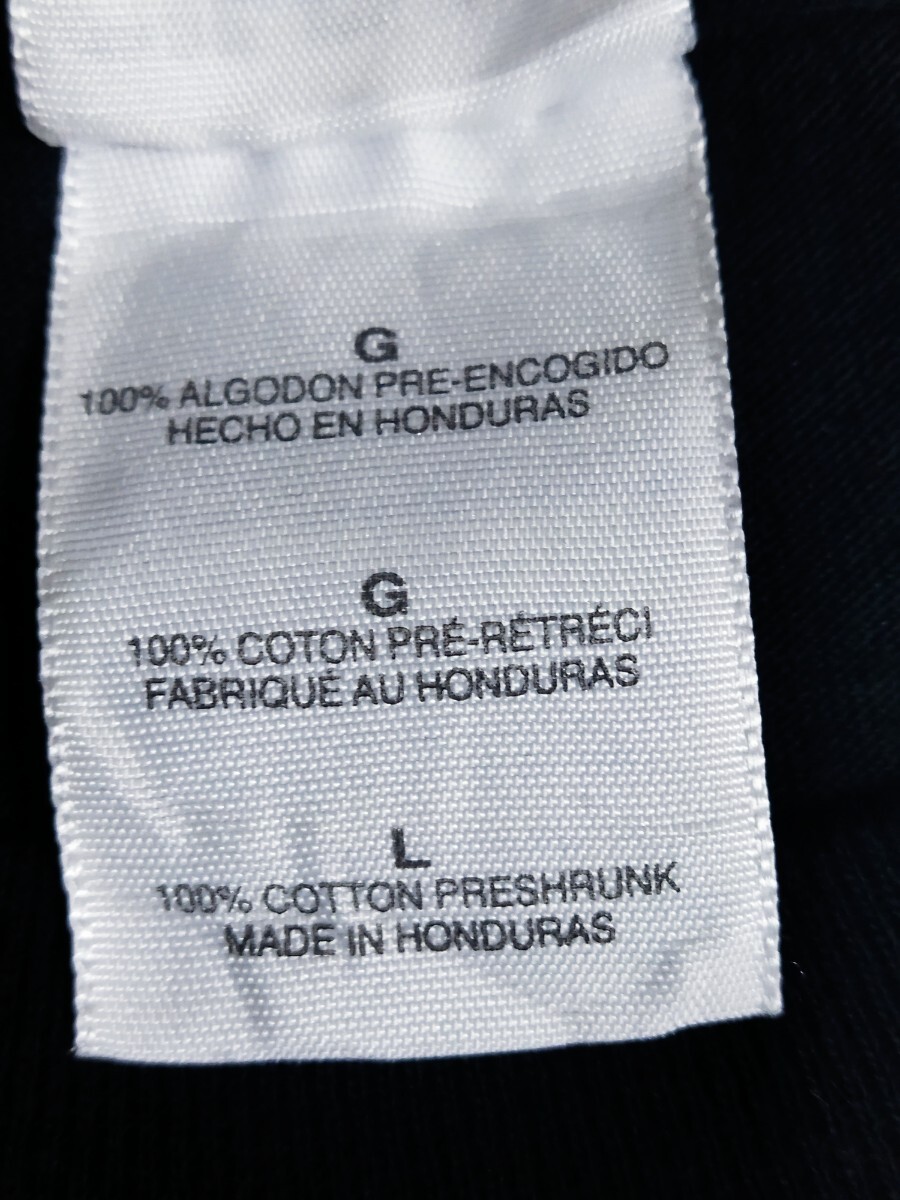 G
100% ALGODON PRE-ENCOGIDO
HECHO EN HONDURAS
G
100% COTON PRÉ-RÉTRÉCI
FABRIQUÉ AU HONDURAS
L
100% COTTON PRESHRUNK
MADE IN HONDURAS